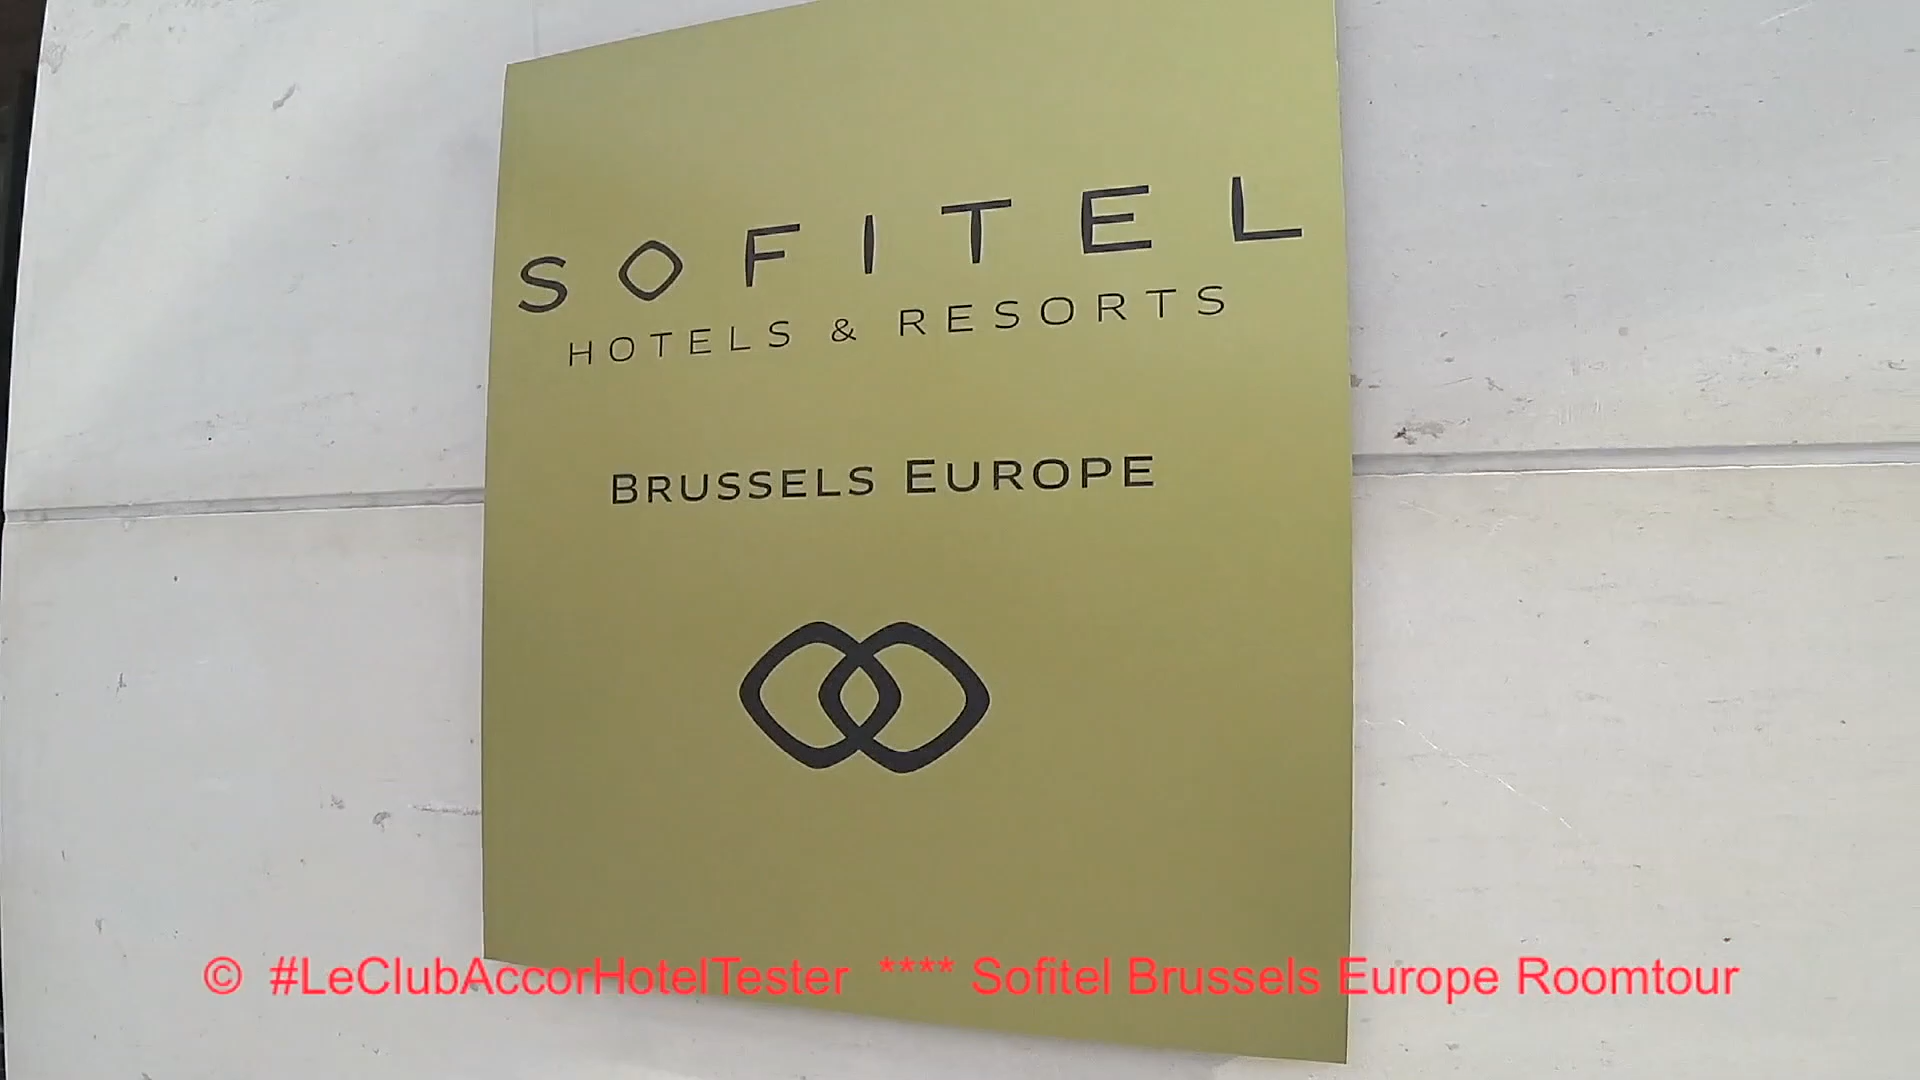 SOFITEL
HOTELS & RESORTS
BRUSSELS EUROPE
© #LeClubAccorHotelTester **** Sofitel Brussels Europe Roomtour